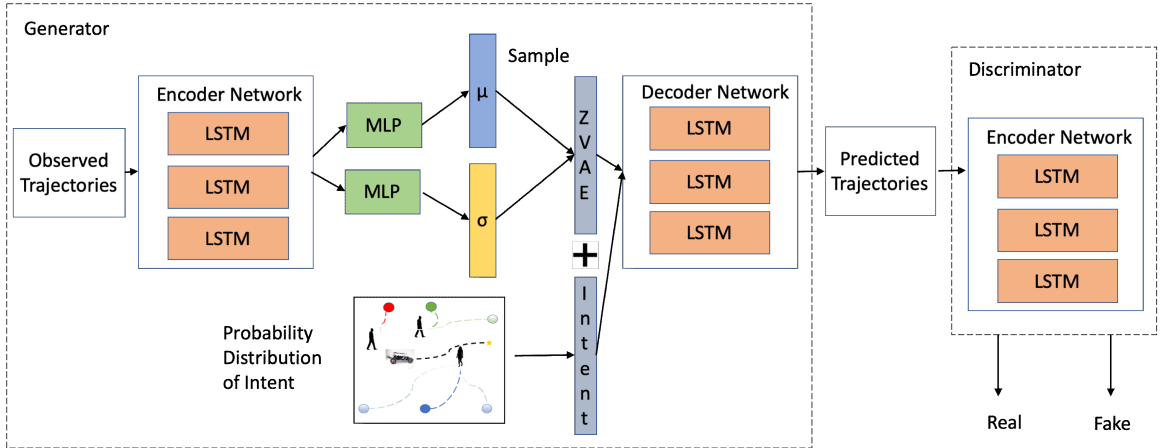 Generator
Observed
Trajectories
Encoder Network
LSTM
LSTM
LSTM
MLP
MLP
μ
σ
Sample
Z
V
A
E
+
Probability
Distribution
of Intent
I
n
t
e
n
t
Decoder Network
LSTM
LSTM
LSTM
Predicted
Trajectories
Discriminator
Encoder Network
LSTM
LSTM
LSTM
Real
Fake